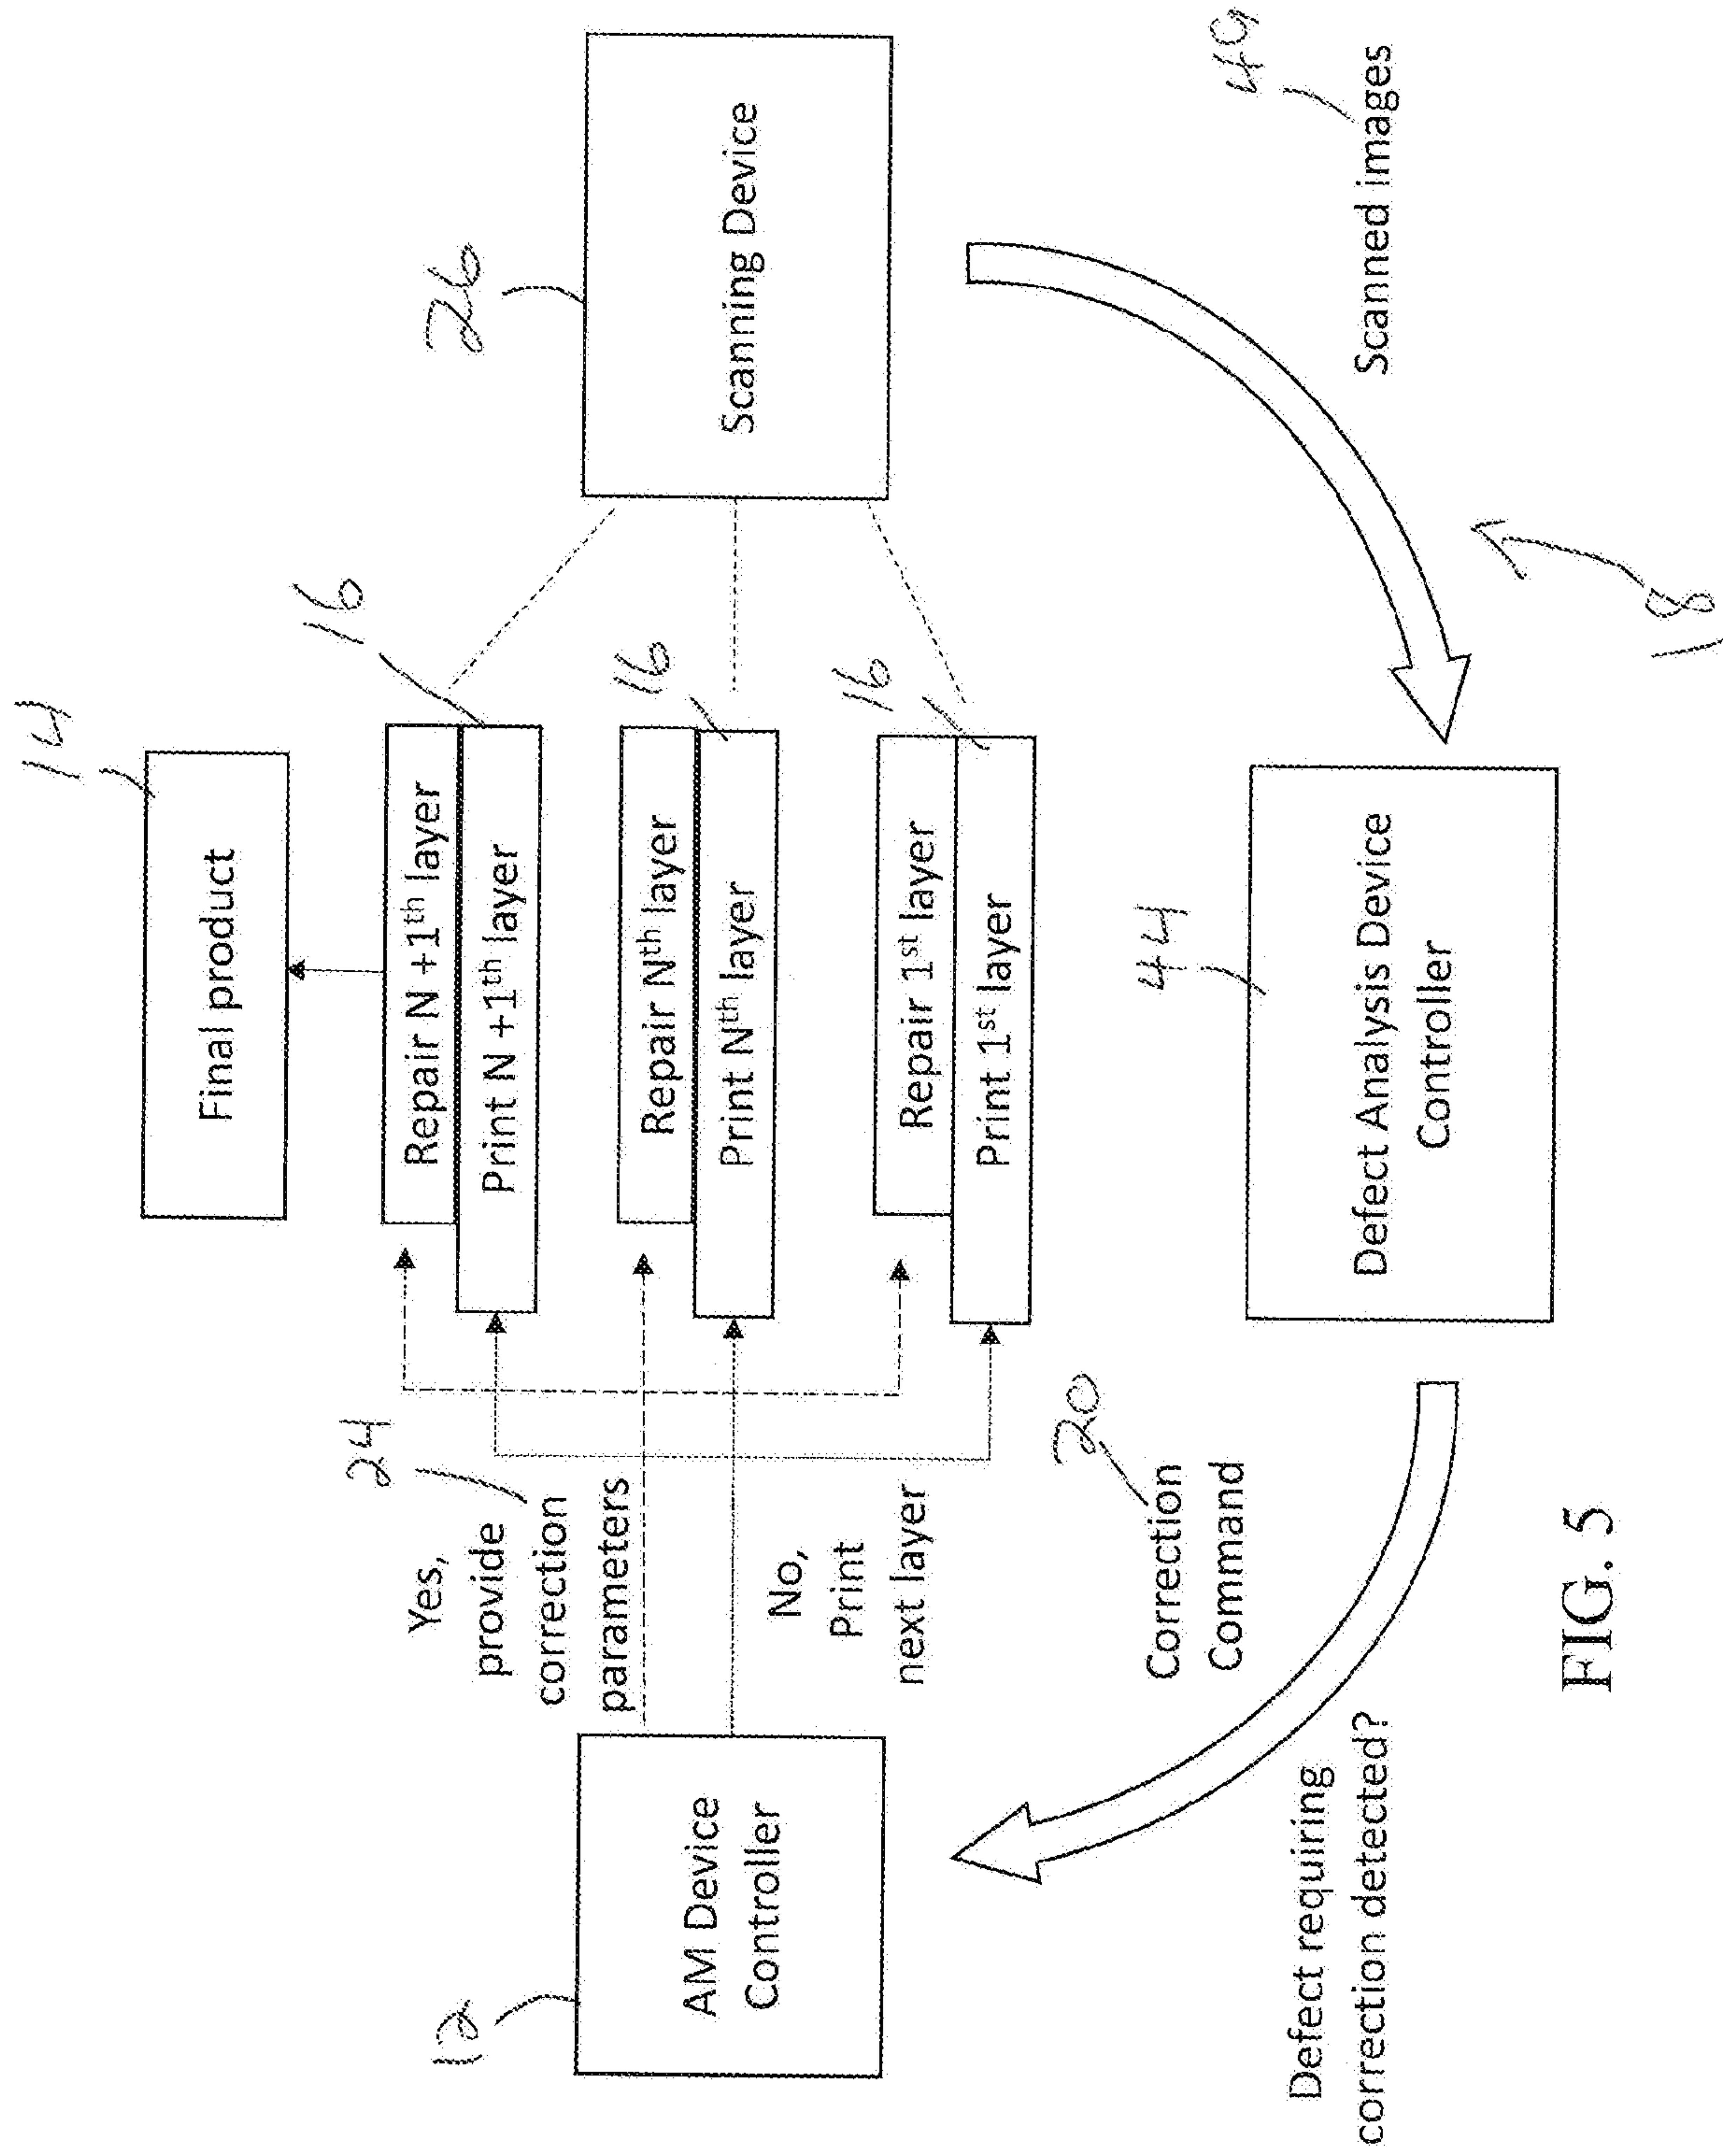 14
Final product
16
Repair N +1th layer
Print N +1th layer
24
Yes,
provide
correction
parameters
16
Repair Nth layer
Print Nth layer
12
AM Device
Controller
26
Scanning Device
No,
Print
next layer
16
Repair 1st layer
Print 1st layer
20
Correction
Command
44
Defect Analysis Device
Controller
49
Scanned images
Defect requiring
correction detected?
18
FIG. 5